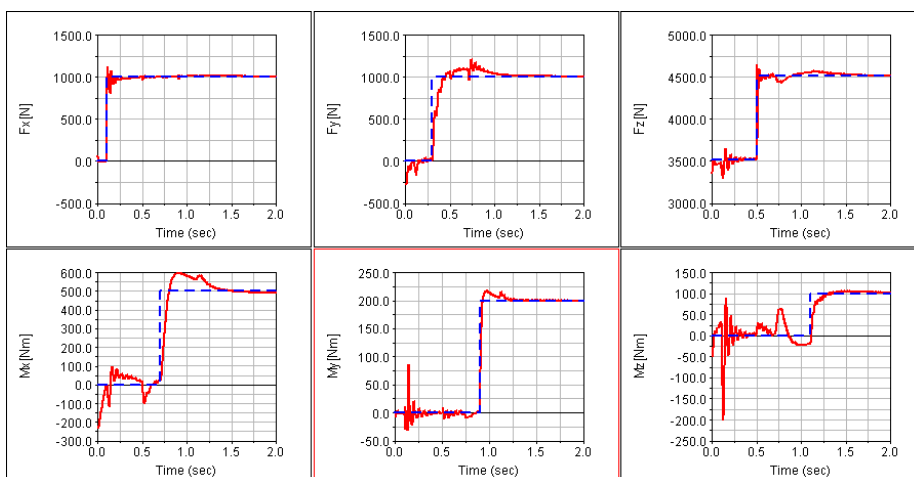 1500.0
1000.0
500.0
0.0
-500.0
Fx [N]
0.0 0.5 1.0 1.5 2.0
Time (sec)
1500.0
1000.0
500.0
0.0
-500.0
Fy [N]
0.0 0.5 1.0 1.5 2.0
Time (sec)
5000.0
4500.0
4000.0
3500.0
3000.0
Fz [N]
0.0 0.5 1.0 1.5 2.0
Time (sec)
600.0
500.0
400.0
300.0
200.0
100.0
0.0
-100.0
-200.0
-300.0
Mx [Nm]
0.0 0.5 1.0 1.5 2.0
Time (sec)
250.0
200.0
150.0
100.0
50.0
0.0
-50.0
My [Nm]
0.0 0.5 1.0 1.5 2.0
Time (sec)
150.0
100.0
50.0
0.0
-50.0
-100.0
-150.0
-200.0
-250.0
Mz [Nm]
0.0 0.5 1.0 1.5 2.0
Time (sec)